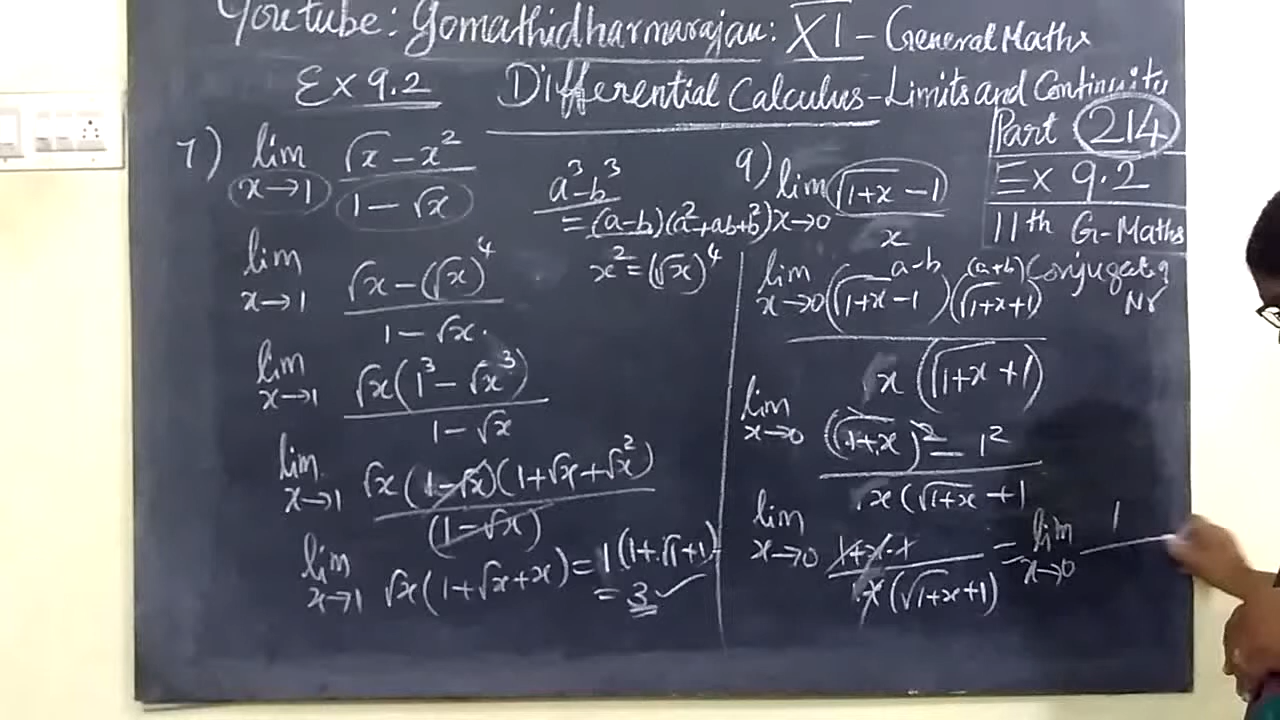 Youtube: Gomathidharmarajan: XI - General Maths
Ex 9.2 Differential Calculus - Limits and Continuity
Part 214
Ex 9.2
11th G-Maths
7) lim x→1 (√x - x²)/(1 - √x)
a³-b³
= (a-b)(a²+ab+b²)
x² = (√x)⁴
lim x→1 (√x - (√x)⁴)/(1 - √x)
lim x→1 √x(1³ - √x³)/(1 - √x)
lim x→1 √x(1-√x)(1+√x+√x²)/(1-√x)
lim x→1 √x(1+√x+x) = 1(1+√1+1)
= 3 ✓
9) lim x→0 (√(1+x) - 1)/x
a-b (a+b) Conjugate
Nr
lim x→0 (√(1+x) - 1)(√(1+x) + 1)/x(√(1+x) + 1)
lim x→0 ((√(1+x))² - 1²)/x(√(1+x) + 1
lim x→0 1+x-1/x(√(1+x)+1) = lim x→0 1